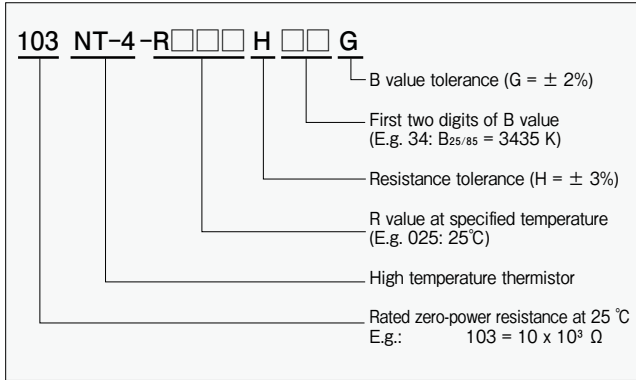 103 NT-4-R□□□ H □□ G
B value tolerance (G = ± 2%)
First two digits of B value
(E.g. 34: B25/85 = 3435 K)
Resistance tolerance (H = ± 3%)
R value at specified temperature
(E.g. 025: 25℃)
High temperature thermistor
Rated zero-power resistance at 25 ℃
E.g.: 103 = 10 x 10³ Ω